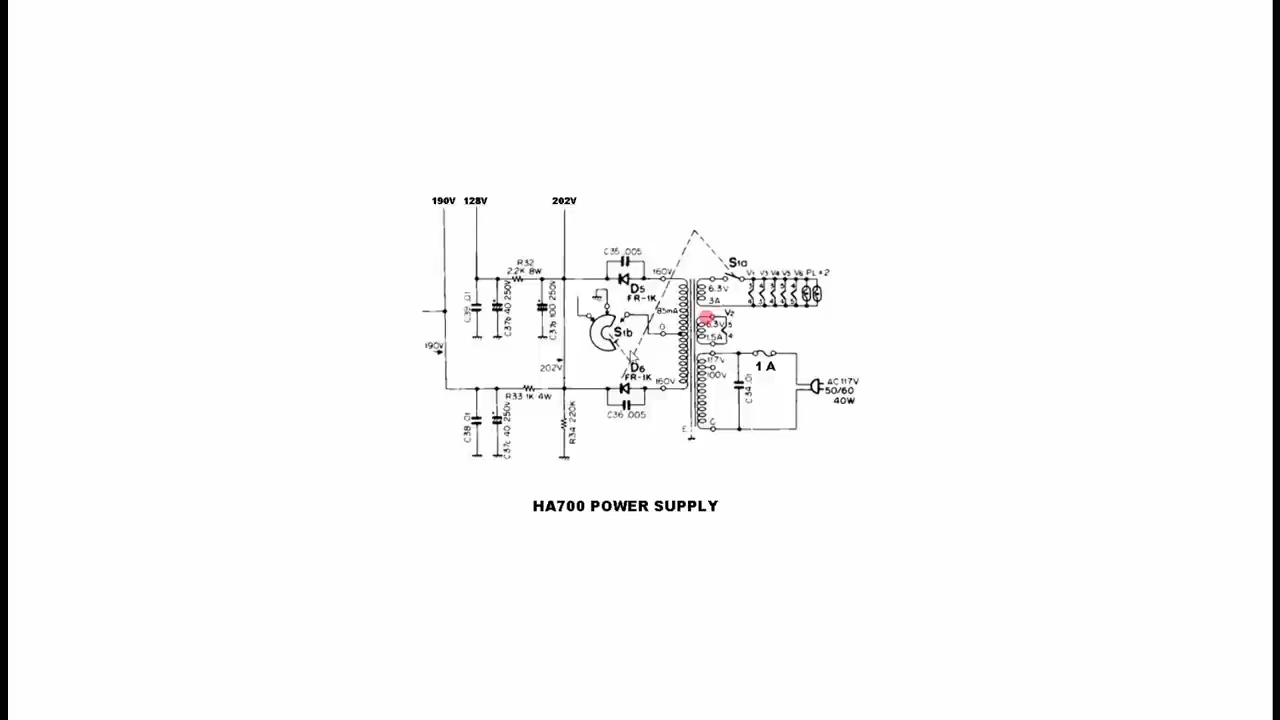 190V 128V 202V
C35 .005
S1a
V1 V3 V4 V5 V6 PL×2
R32
2.2K 8W
160V
6.3V
3A
D5
FR-1K
C39 .01
C37b 40 250V
C37b 100 250V
85mA
V2
6.3V 5
1.5A 4
S1b
0
190V
202V
D6
FR-1K
160V
117V
100V
1 A
C34 .01
AC 117V
50/60
40W
R33 1K 4W
C36 .005
C38 .01
C37c 40 250V
R34 220K
E
HA700 POWER SUPPLY